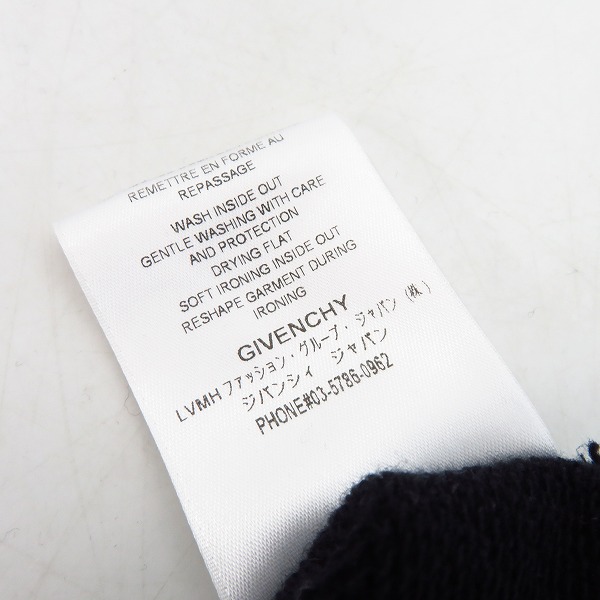 REMETTRE EN FORME AU
REPASSAGE
WASH INSIDE OUT
GENTLE WASHING WITH CARE
AND PROTECTION
DRYING FLAT
SOFT IRONING INSIDE OUT
RESHAPE GARMENT DURING
IRONING
GIVENCHY
LVMH ファッション・グループ・ジャパン (株)
ジバンシィ ジャパン
PHONE#03-5786-0962